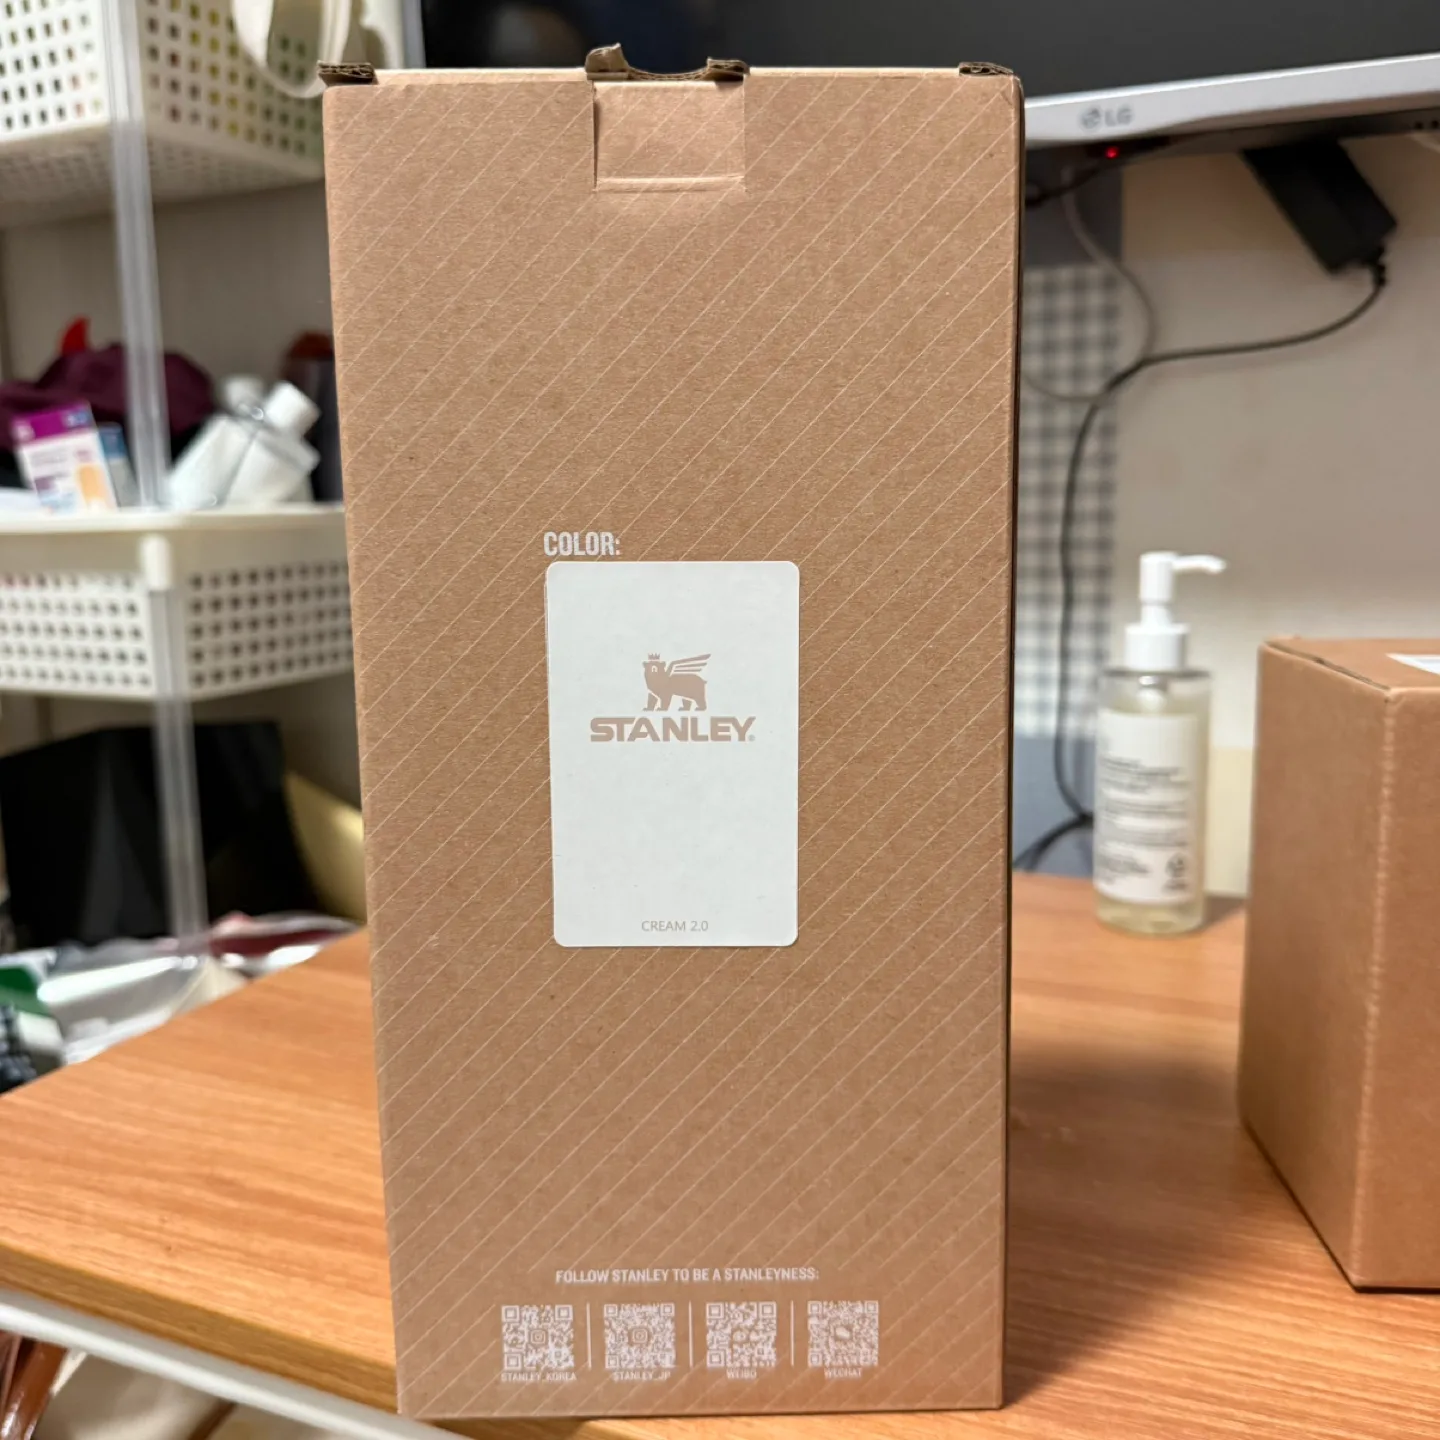 LG
COLOR:
STANLEY
CREAM 2.0
FOLLOW STANLEY TO BE A STANLEYNESS:
STANLEY_KOREA
STANLEY_JP
WEIBO
WECHAT